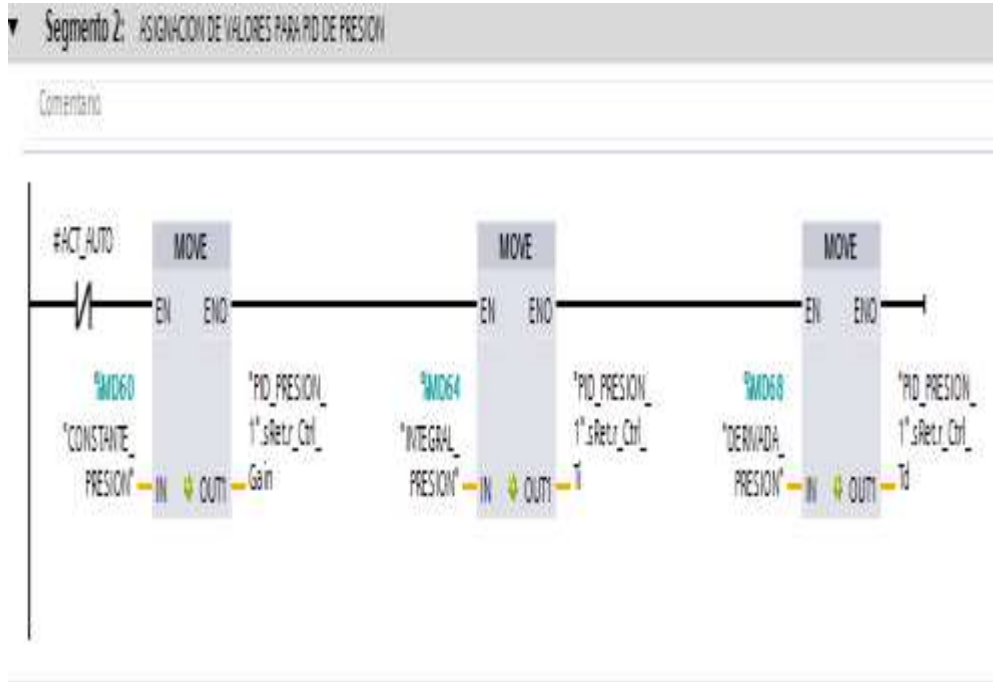 Segmento 2: ASIGNACION DE VALORES PARA PID DE PRESION
Comentario
#ACT_AUTO
MOVE
EN ENO
%MD60
"CONSTANTE_
PRESION"
IN OUT1
"PID_PRESION_
1".sRet.r_Ctrl_
Gain
MOVE
EN ENO
%MD64
"INTEGRAL_
PRESION"
IN OUT1
"PID_PRESION_
1".sRet.r_Ctrl_
Ti
MOVE
EN ENO
%MD68
"DERIVADA_
PRESION"
IN OUT1
"PID_PRESION_
1".sRet.r_Ctrl_
Td